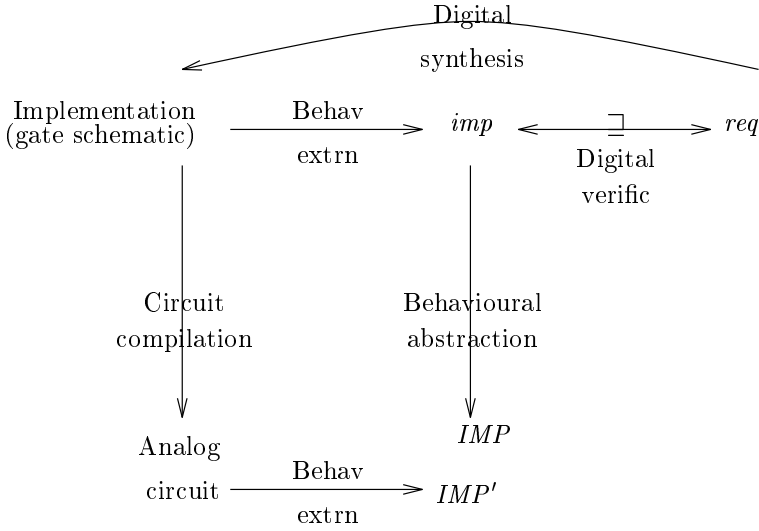 Digital
synthesis
Implementation
(gate schematic)
Behav
extrn
imp
⊒
req
Digital
verific
Circuit
compilation
Behavioural
abstraction
Analog
circuit
Behav
extrn
IMP
IMP′